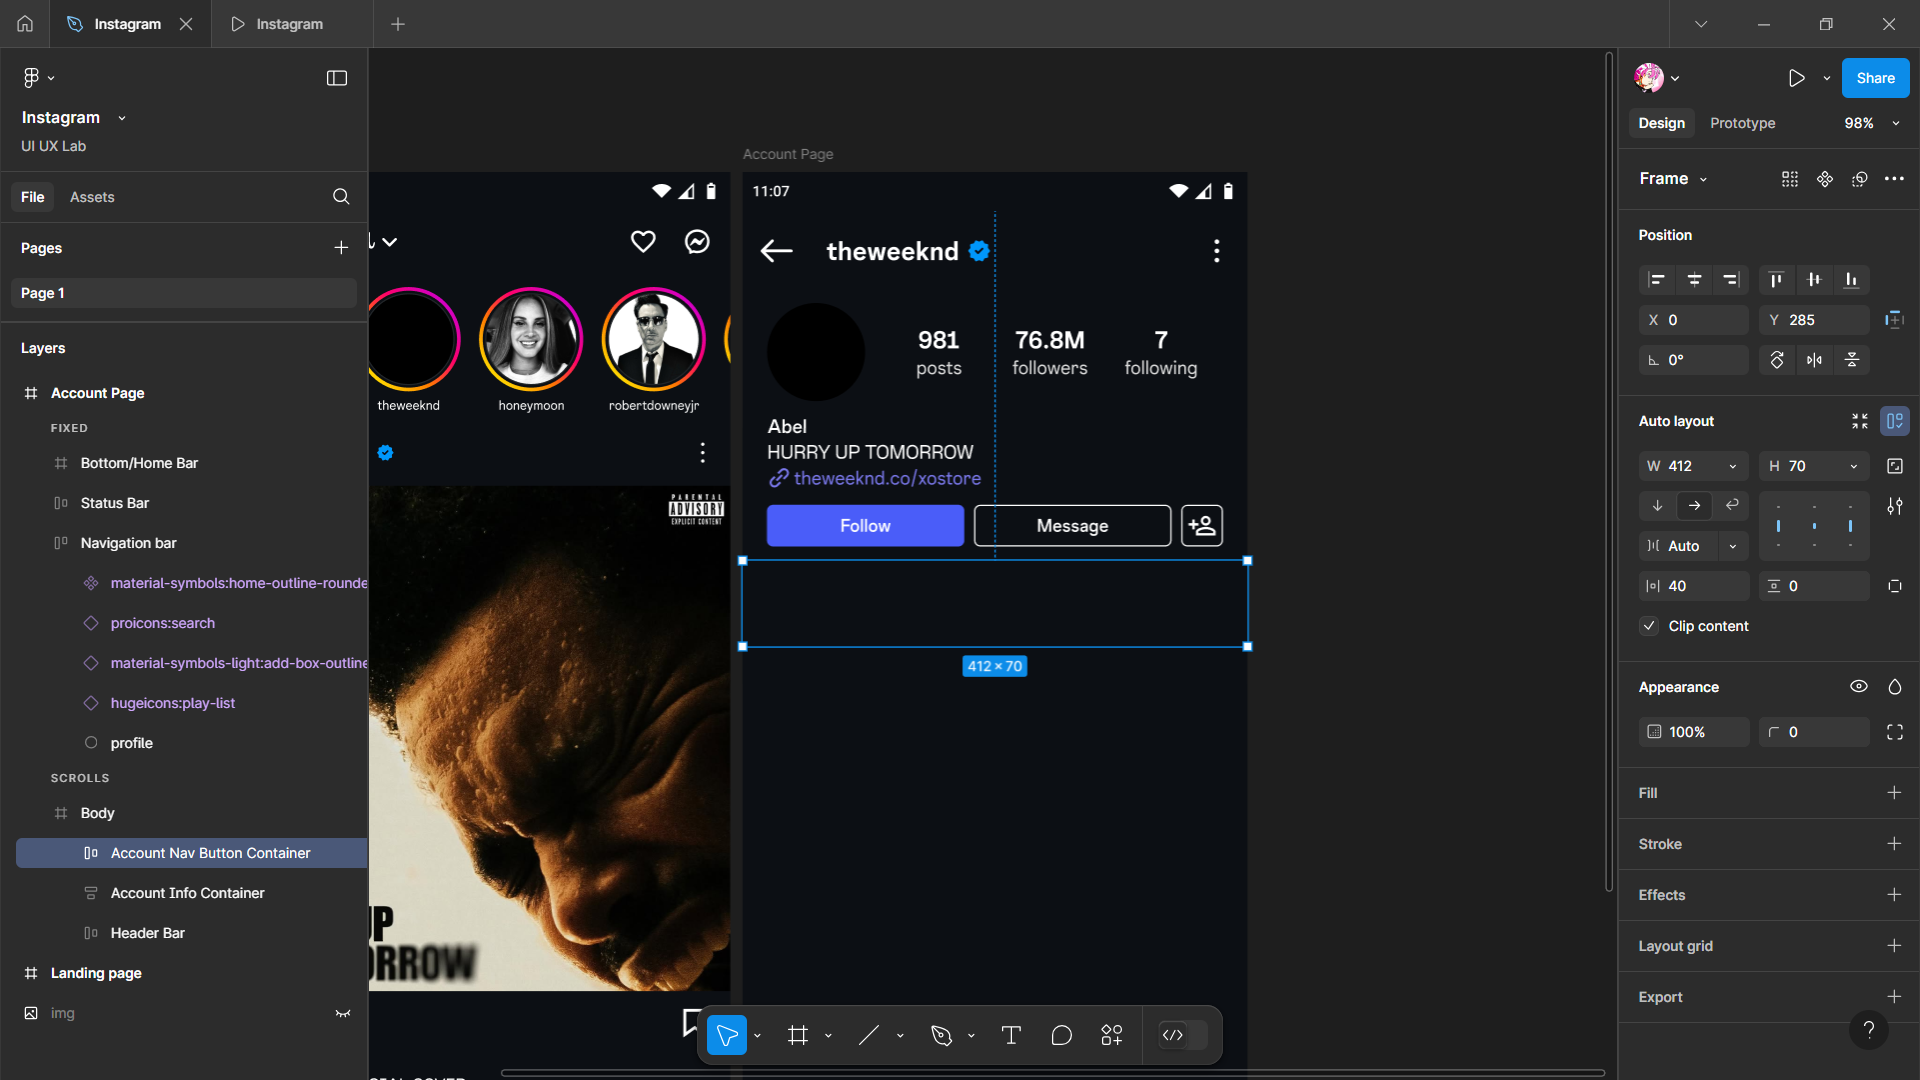 Instagram
Instagram
Instagram
UI UX Lab
File
Assets
Pages
Page 1
Layers
Account Page
FIXED
Bottom/Home Bar
Status Bar
Navigation bar
material-symbols:home-outline-rounde
proicons:search
material-symbols-light:add-box-outline
hugeicons:play-list
profile
SCROLLS
Body
Account Nav Button Container
Account Info Container
Header Bar
Landing page
img
theweeknd
honeymoon
robertdowneyjr
PARENTAL
ADVISORY
EXPLICIT CONTENT
UP
ORROW
Account Page
11:07
theweeknd
981
posts
76.8M
followers
7
following
Abel
HURRY UP TOMORROW
theweeknd.co/xostore
Follow
Message
412 × 70
Share
Design
Prototype
98%
Frame
Position
X 0
Y 285
0°
Auto layout
W 412
H 70
Auto
40
0
Clip content
Appearance
100%
0
Fill
Stroke
Effects
Layout grid
Export
?